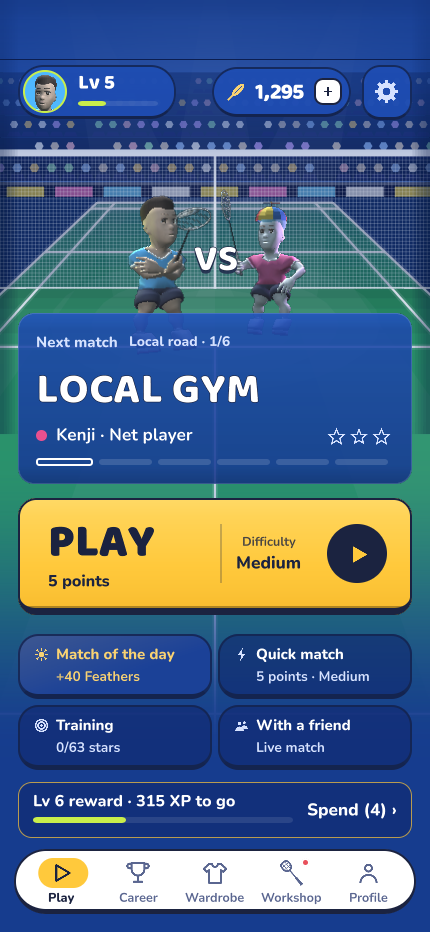 Lv 5
1,295 +
VS
Next match Local road · 1/6
LOCAL GYM
Kenji · Net player
PLAY
5 points
Difficulty
Medium
Match of the day
+40 Feathers
Quick match
5 points · Medium
Training
0/63 stars
With a friend
Live match
Lv 6 reward · 315 XP to go
Spend (4) ›
Play Career Wardrobe Workshop Profile